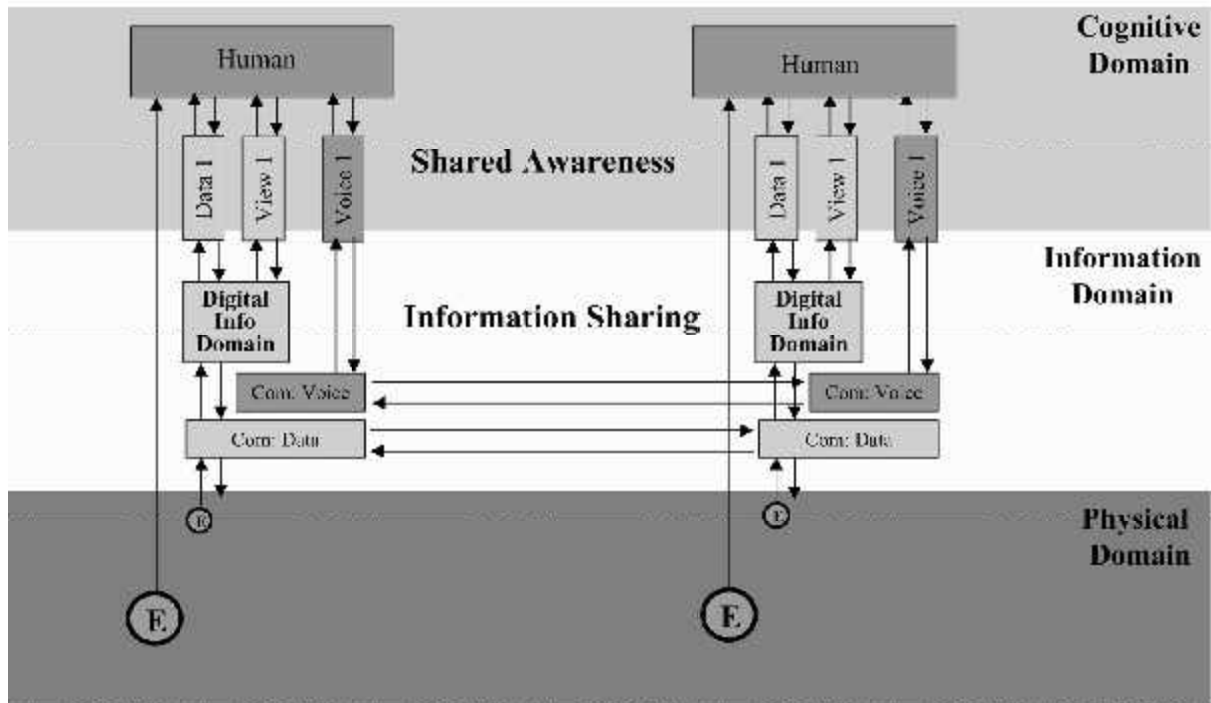 Cognitive
Domain
Human
Human
Data 1
View 1
Voice 1
Shared Awareness
Data 1
View 1
Voice 1
Information
Domain
Digital
Info
Domain
Information Sharing
Digital
Info
Domain
Com: Voice
Com: Voice
Com: Data
Com: Data
E
E
Physical
Domain
E
E